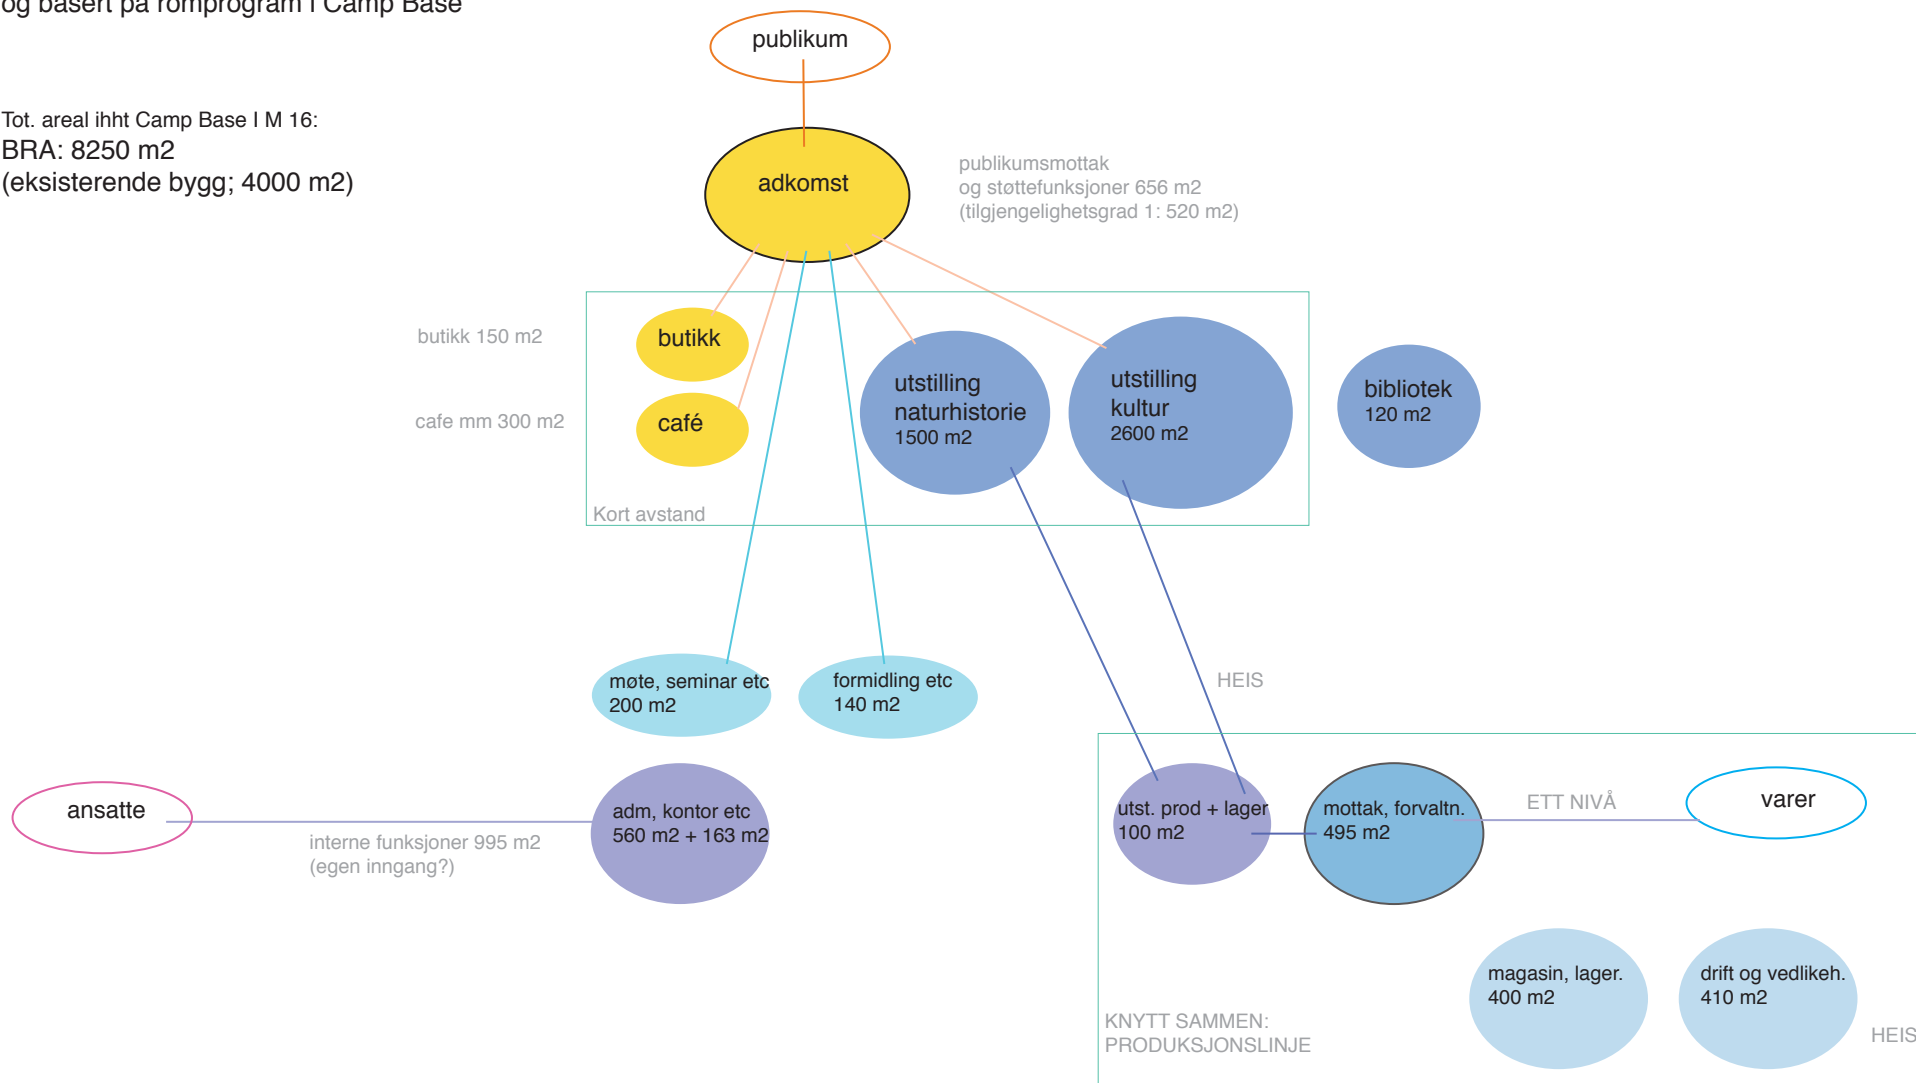 og basert på romprogram i Camp Base
publikum
Tot. areal ihht Camp Base I M 16:
BRA: 8250 m2
(eksisterende bygg; 4000 m2)
adkomst
publikumsmottak
og støttefunksjoner 656 m2
(tilgjengelighetsgrad 1: 520 m2)
butikk 150 m2
butikk
cafe mm 300 m2
café
utstilling
naturhistorie
1500 m2
utstilling
kultur
2600 m2
bibliotek
120 m2
Kort avstand
møte, seminar etc
200 m2
formidling etc
140 m2
HEIS
ansatte
interne funksjoner 995 m2
(egen inngang?)
adm, kontor etc
560 m2 + 163 m2
utst. prod + lager
100 m2
mottak, forvaltn.
495 m2
ETT NIVÅ
varer
magasin, lager.
400 m2
drift og vedlikeh.
410 m2
KNYTT SAMMEN:
PRODUKSJONSLINJE
HEIS